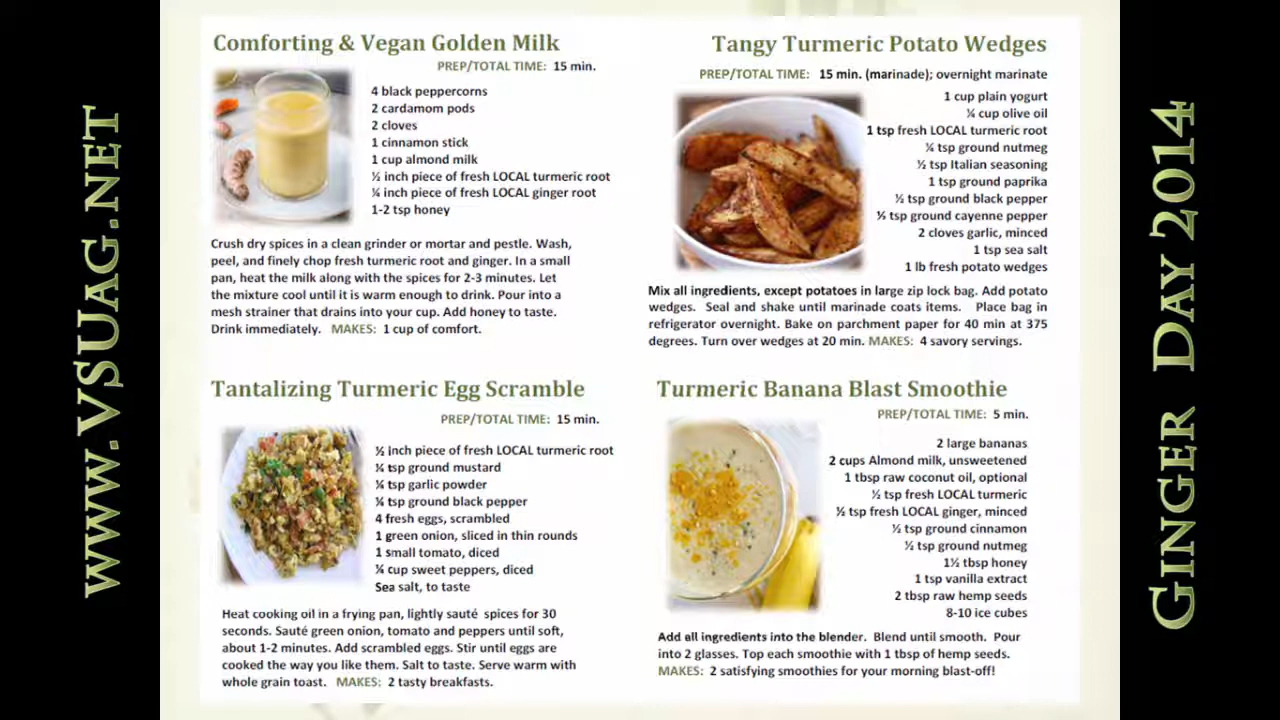 WWW.VSUAG.NET
Comforting & Vegan Golden Milk
PREP/TOTAL TIME: 15 min.
4 black peppercorns
2 cardamom pods
2 cloves
1 cinnamon stick
1 cup almond milk
½ inch piece of fresh LOCAL turmeric root
¼ inch piece of fresh LOCAL ginger root
1-2 tsp honey
Crush dry spices in a clean grinder or mortar and pestle. Wash,
peel, and finely chop fresh turmeric root and ginger. In a small
pan, heat the milk along with the spices for 2-3 minutes. Let
the mixture cool until it is warm enough to drink. Pour into a
mesh strainer that drains into your cup. Add honey to taste.
Drink immediately. MAKES: 1 cup of comfort.
Tangy Turmeric Potato Wedges
PREP/TOTAL TIME: 15 min. (marinade); overnight marinate
1 cup plain yogurt
¼ cup olive oil
1 tsp fresh LOCAL turmeric root
¼ tsp ground nutmeg
½ tsp Italian seasoning
1 tsp ground paprika
½ tsp ground black pepper
tsp ground cayenne pepper
2 cloves garlic, minced
1 tsp sea salt
1 lb fresh potato wedges
Mix all ingredients, except potatoes in large zip lock bag. Add potato
wedges. Seal and shake until marinade coats items. Place bag in
refrigerator overnight. Bake on parchment paper for 40 min at 375
degrees. Turn over wedges at 20 min. MAKES: 4 savory servings.
Tantalizing Turmeric Egg Scramble
PREP/TOTAL TIME: 15 min.
½ inch piece of fresh LOCAL turmeric root
¼ tsp ground mustard
¼ tsp garlic powder
¼ tsp ground black pepper
4 fresh eggs, scrambled
1 green onion, sliced in thin rounds
1 small tomato, diced
¼ cup sweet peppers, diced
Sea salt, to taste
Heat cooking oil in a frying pan, lightly sauté spices for 30
seconds. Sauté green onion, tomato and peppers until soft,
about 1-2 minutes. Add scrambled eggs. Stir until eggs are
cooked the way you like them. Salt to taste. Serve warm with
whole grain toast. MAKES: 2 tasty breakfasts.
Turmeric Banana Blast Smoothie
PREP/TOTAL TIME: 5 min.
2 large bananas
2 cups Almond milk, unsweetened
1 tbsp raw coconut oil, optional
½ tsp fresh LOCAL turmeric
½ tsp fresh LOCAL ginger, minced
½ tsp ground cinnamon
½ tsp ground nutmeg
1½ tbsp honey
1 tsp vanilla extract
2 tbsp raw hemp seeds
8-10 ice cubes
Add all ingredients into the blender. Blend until smooth. Pour
into 2 glasses. Top each smoothie with 1 tbsp of hemp seeds.
MAKES: 2 satisfying smoothies for your morning blast-off!
GINGER DAY 2014